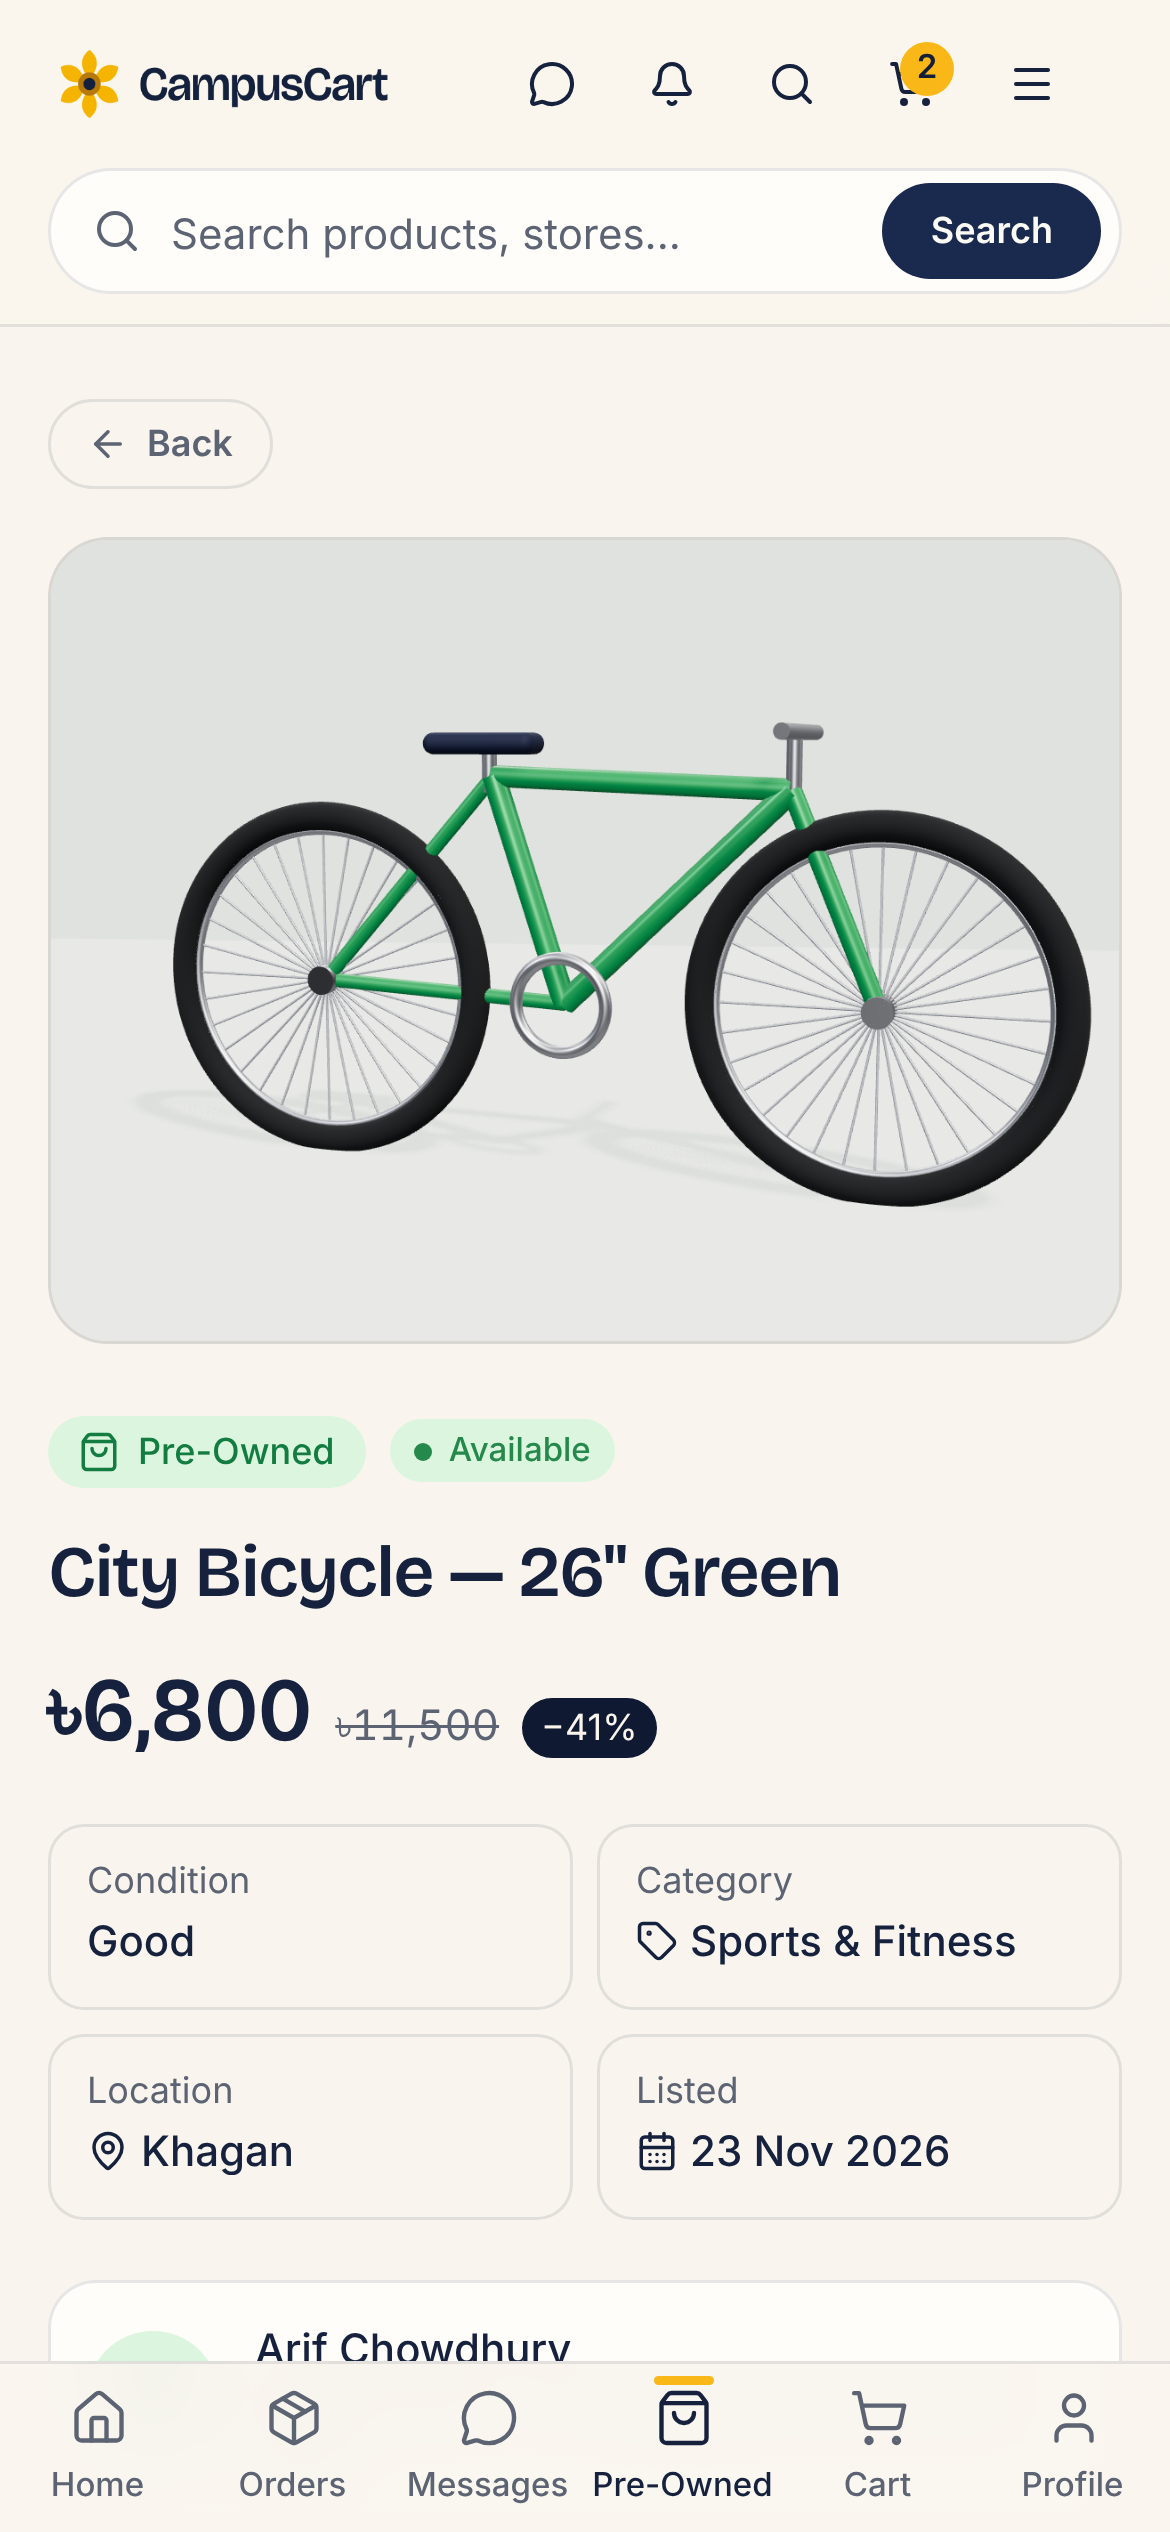 CampusCart
2
Search products, stores...
Search
Back
Pre-Owned
Available
City Bicycle — 26" Green
৳6,800 ৳11,500 −41%
Condition
Good
Category
Sports & Fitness
Location
Khagan
Listed
23 Nov 2026
Arif Chowdhury
Home
Orders
Messages
Pre-Owned
Cart
Profile